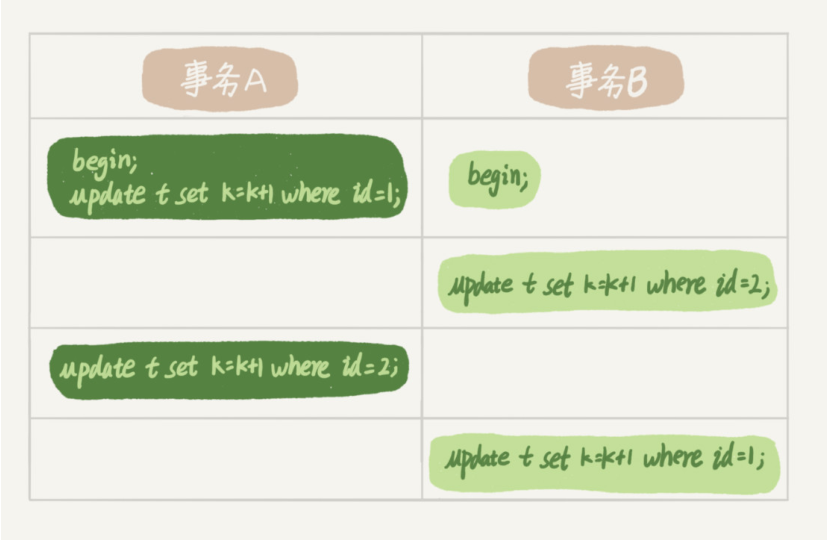 事务A
事务B
begin;
update t set k=k+1 where id=1;
begin;
update t set k=k+1 where id=2;
update t set k=k+1 where id=2;
update t set k=k+1 where id=1;